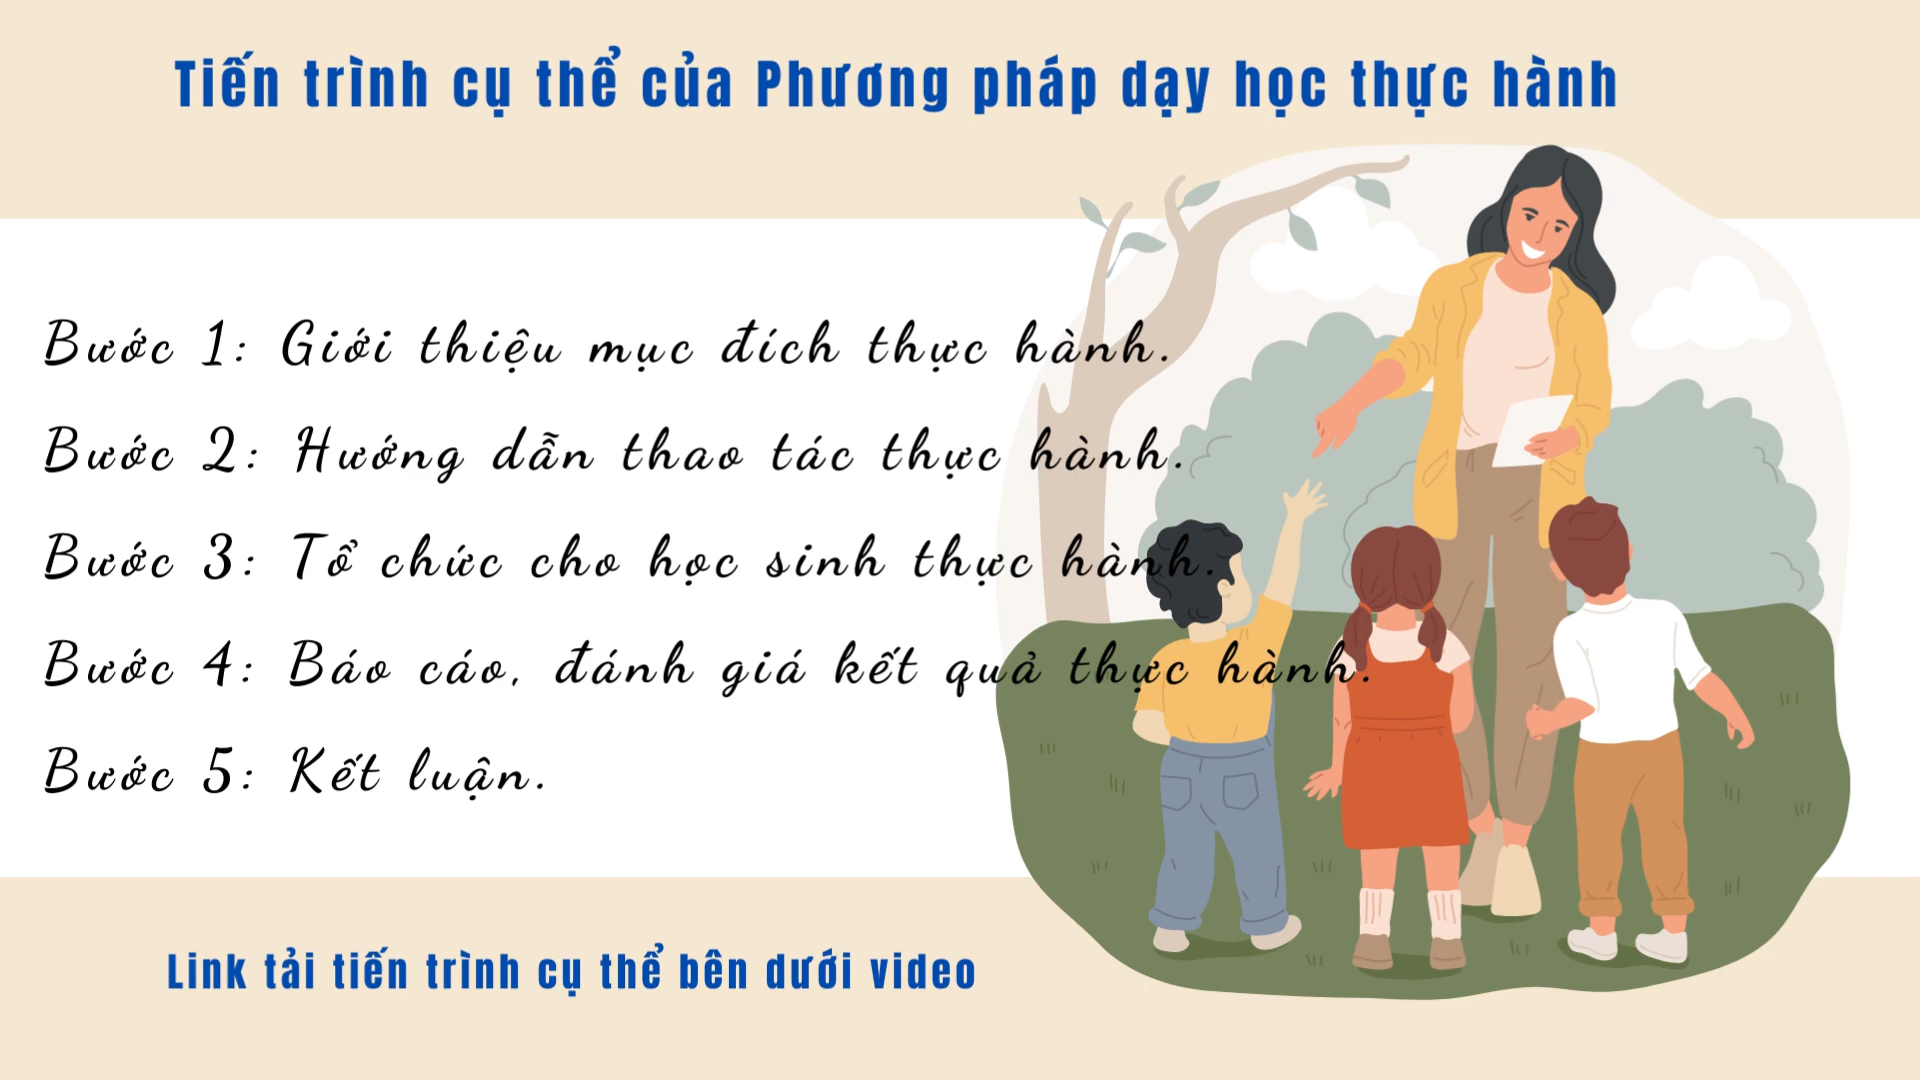 Tiến trình cụ thể của Phương pháp dạy học thực hành
Bước 1: Giới thiệu mục đích thực hành.
Bước 2: Hướng dẫn thao tác thực hành.
Bước 3: Tổ chức cho học sinh thực hành.
Bước 4: Báo cáo, đánh giá kết quả thực hành.
Bước 5: Kết luận.
Link tải tiến trình cụ thể bên dưới video